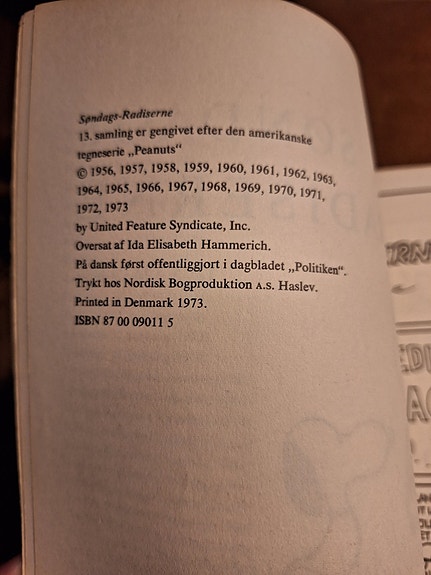 Søndags-Radiserne
13. samling er gengivet efter den amerikanske
tegneserie „Peanuts“
© 1956, 1957, 1958, 1959, 1960, 1961, 1962, 1963,
1964, 1965, 1966, 1967, 1968, 1969, 1970, 1971,
1972, 1973
by United Feature Syndicate, Inc.
Oversat af Ida Elisabeth Hammerich.
På dansk først offentliggjort i dagbladet „Politiken“.
Trykt hos Nordisk Bogproduktion A.S. Haslev.
Printed in Denmark 1973.
ISBN 87 00 09011 5